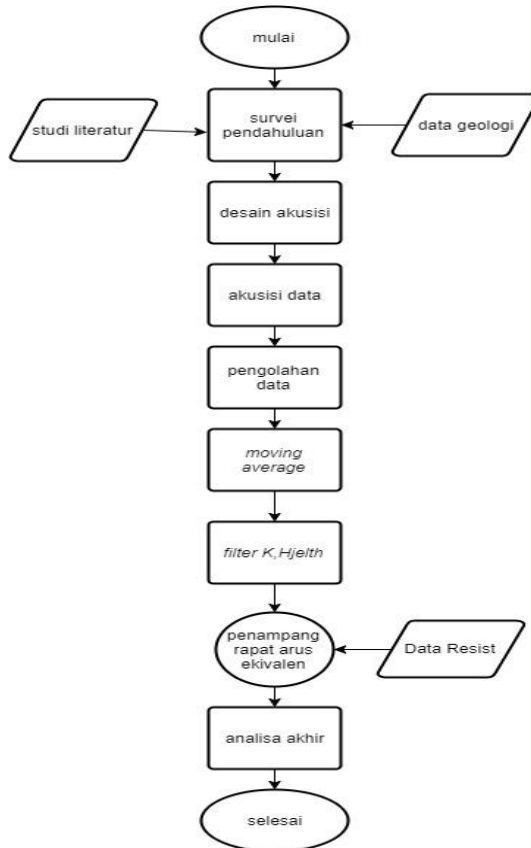 mulai
studi literatur
survei
pendahuluan
data geologi
desain akusisi
akusisi data
pengolahan
data
moving
average
filter K,Hjelth
penampang
rapat arus
ekivalen
Data Resist
analisa akhir
selesai